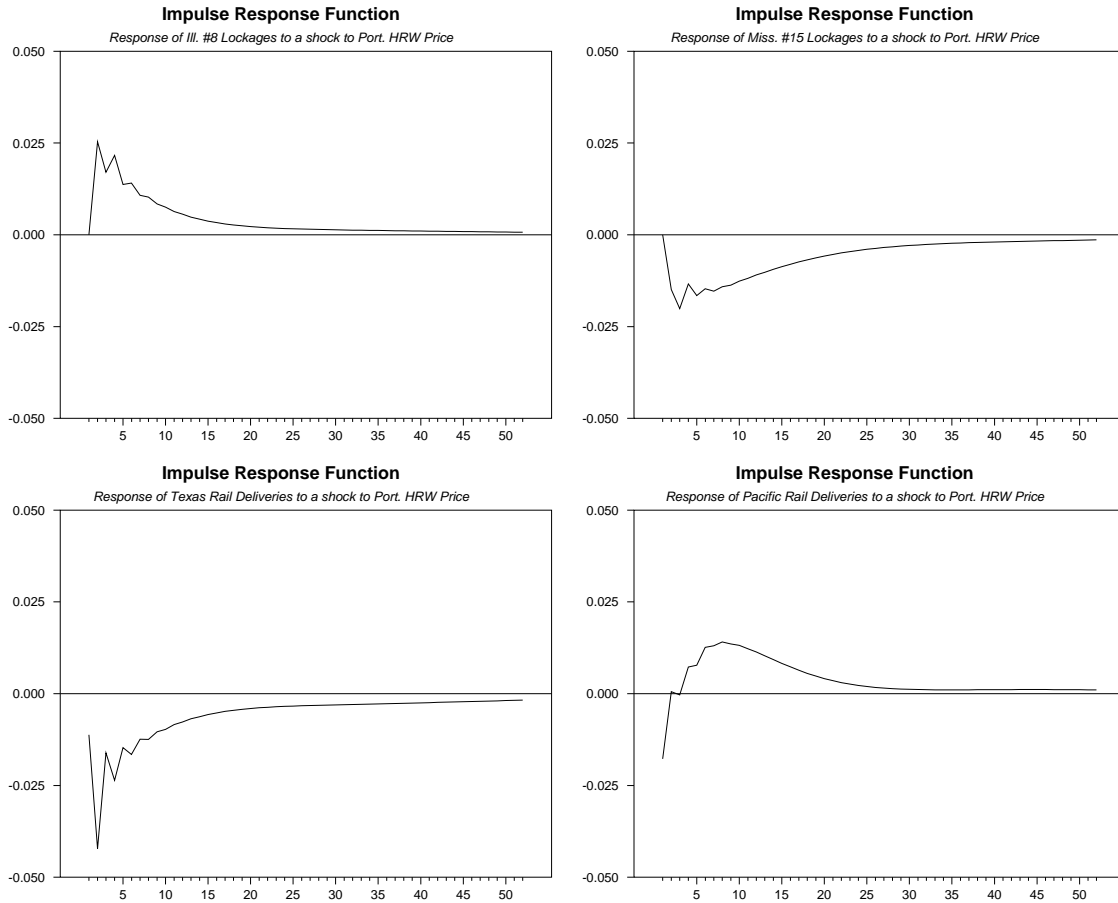 Impulse Response Function
Response of Ill. #8 Lockages to a shock to Port. HRW Price
0.050
0.025
0.000
-0.025
-0.050
5 10 15 20 25 30 35 40 45 50
Impulse Response Function
Response of Miss. #15 Lockages to a shock to Port. HRW Price
0.050
0.025
0.000
-0.025
-0.050
5 10 15 20 25 30 35 40 45 50
Impulse Response Function
Response of Texas Rail Deliveries to a shock to Port. HRW Price
0.050
0.025
0.000
-0.025
-0.050
5 10 15 20 25 30 35 40 45 50
Impulse Response Function
Response of Pacific Rail Deliveries to a shock to Port. HRW Price
0.050
0.025
0.000
-0.025
-0.050
5 10 15 20 25 30 35 40 45 50